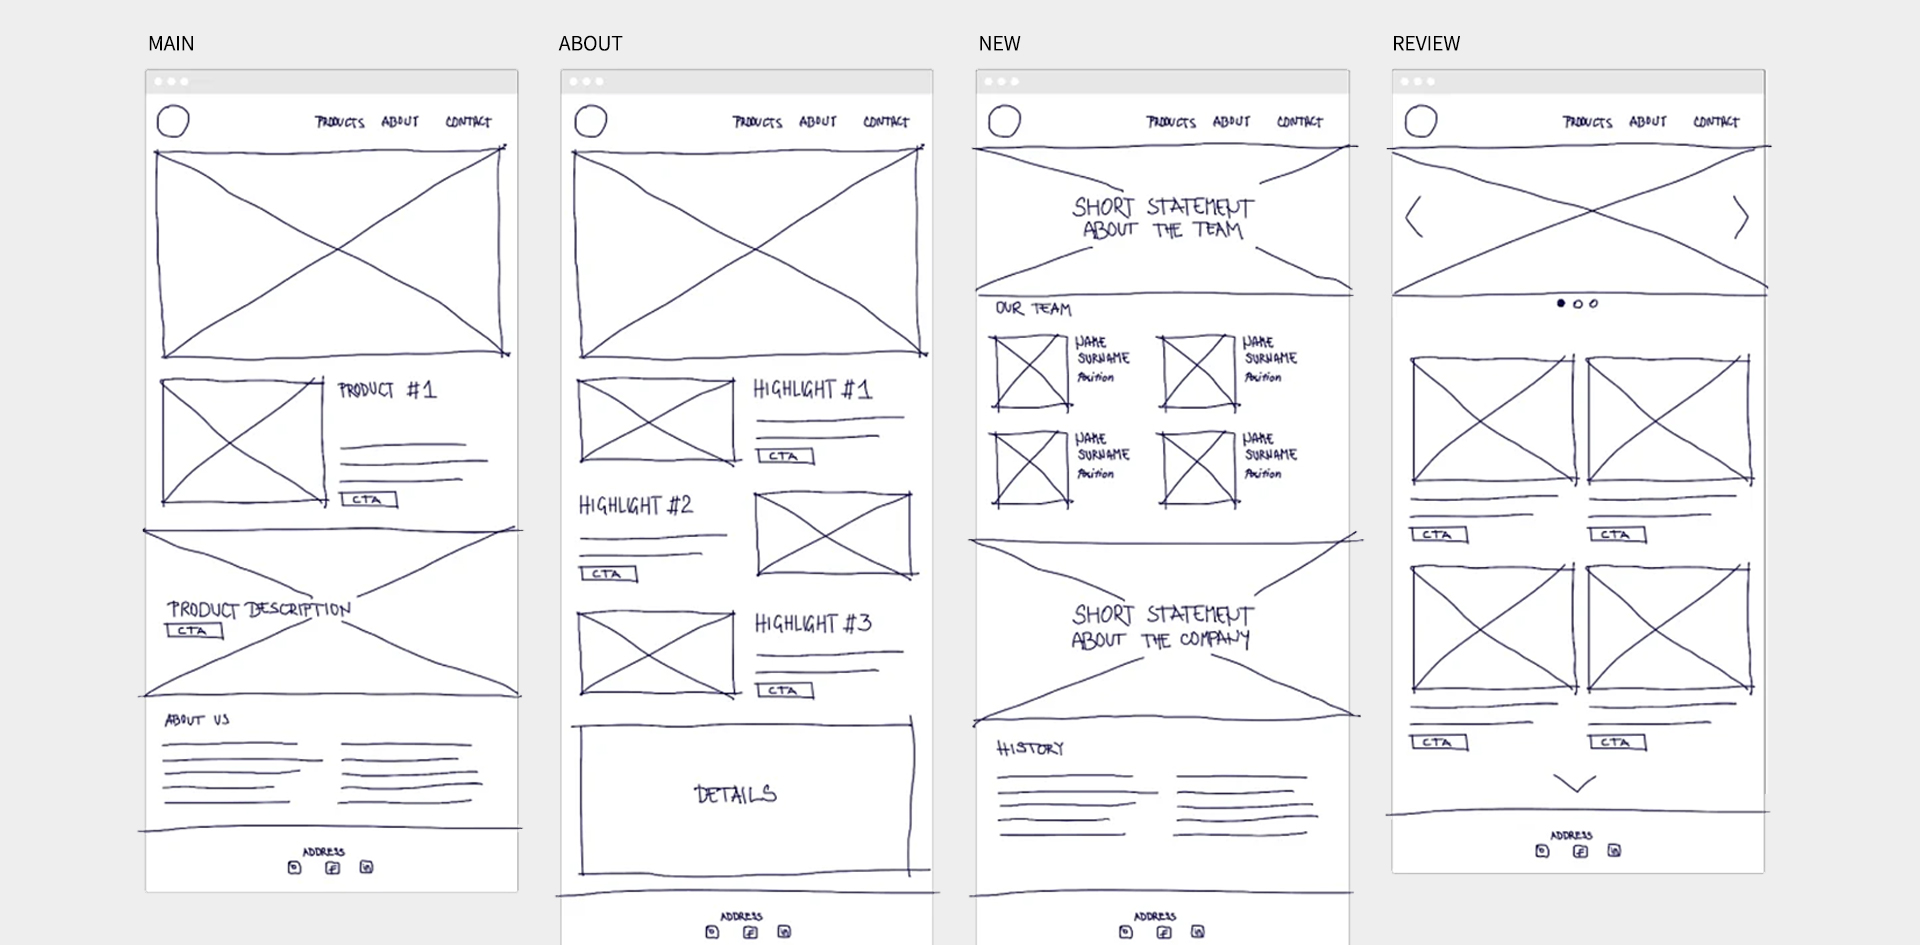 MAIN
PRODUCTS ABOUT CONTACT
PRODUCT #1
CTA
PRODUCT DESCRIPTION
CTA
ABOUT US
ADDRESS
ABOUT
PRODUCTS ABOUT CONTACT
HIGHLIGHT #1
CTA
HIGHLIGHT #2
CTA
HIGHLIGHT #3
CTA
DETAILS
ADDRESS
NEW
PRODUCTS ABOUT CONTACT
SHORT STATEMENT
ABOUT THE TEAM
OUR TEAM
NAME
SURNAME
Position
NAME
SURNAME
Position
NAME
SURNAME
Position
NAME
SURNAME
Position
SHORT STATEMENT
ABOUT THE COMPANY
HISTORY
ADDRESS
REVIEW
PRODUCTS ABOUT CONTACT
CTA
CTA
CTA
CTA
ADDRESS